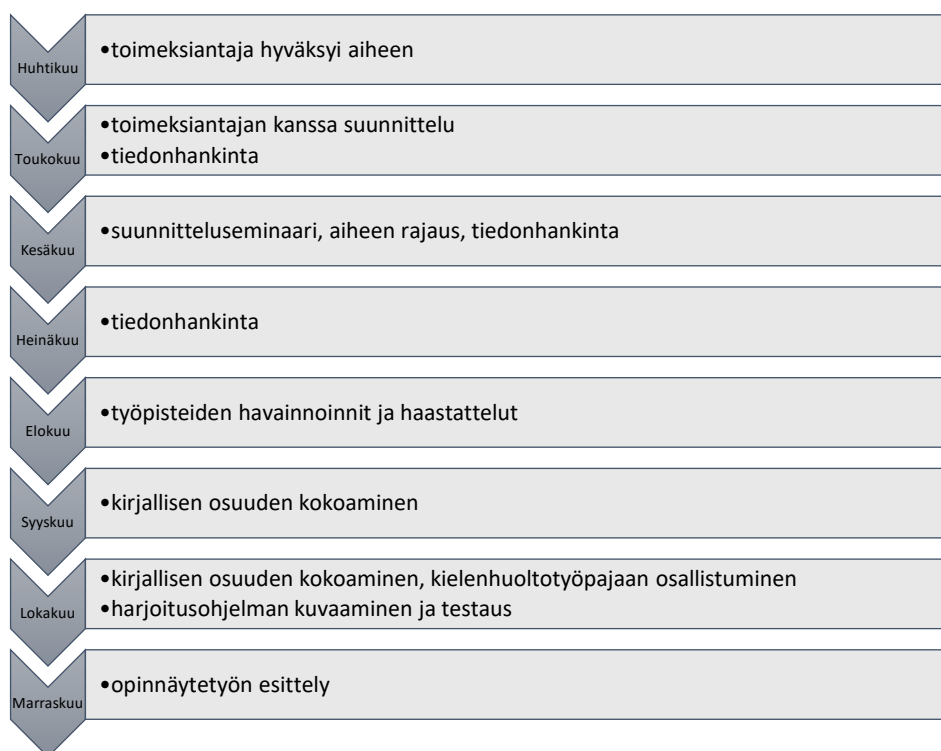 Huhtikuu
•toimeksiantaja hyväksyi aiheen
Toukokuu
•toimeksiantajan kanssa suunnittelu
•tiedonhankinta
Kesäkuu
•suunnitteluseminaari, aiheen rajaus, tiedonhankinta
Heinäkuu
•tiedonhankinta
Elokuu
•työpisteiden havainnoinnit ja haastattelut
Syyskuu
•kirjallisen osuuden kokoaminen
Lokakuu
•kirjallisen osuuden kokoaminen, kielenhuoltotyöpajaan osallistuminen
•harjoitusohjelman kuvaaminen ja testaus
Marraskuu
•opinnäytetyön esittely